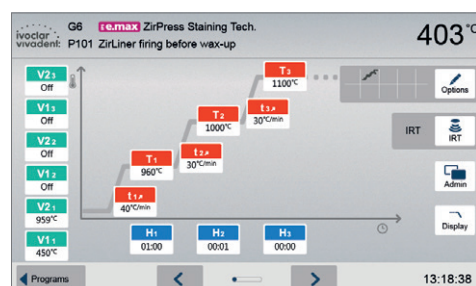 ivoclar vivadent: G6 IPS e.max ZirPress Staining Tech.
P101 ZirLiner firing before wax-up
403 °C
V2₃
Off
V1₃
Off
V2₂
Off
V1₂
Off
V2₁
959°C
V1₁
450°C
T₃
1100°C
T₂
1000°C
t₃↗
30°C/min
T₁
960°C
t₂↗
30°C/min
t₁↗
40°C/min
H₁
01:00
H₂
00:01
H₃
00:00
Options
IRT
IRT
Admin
Display
Programs
13:18:38